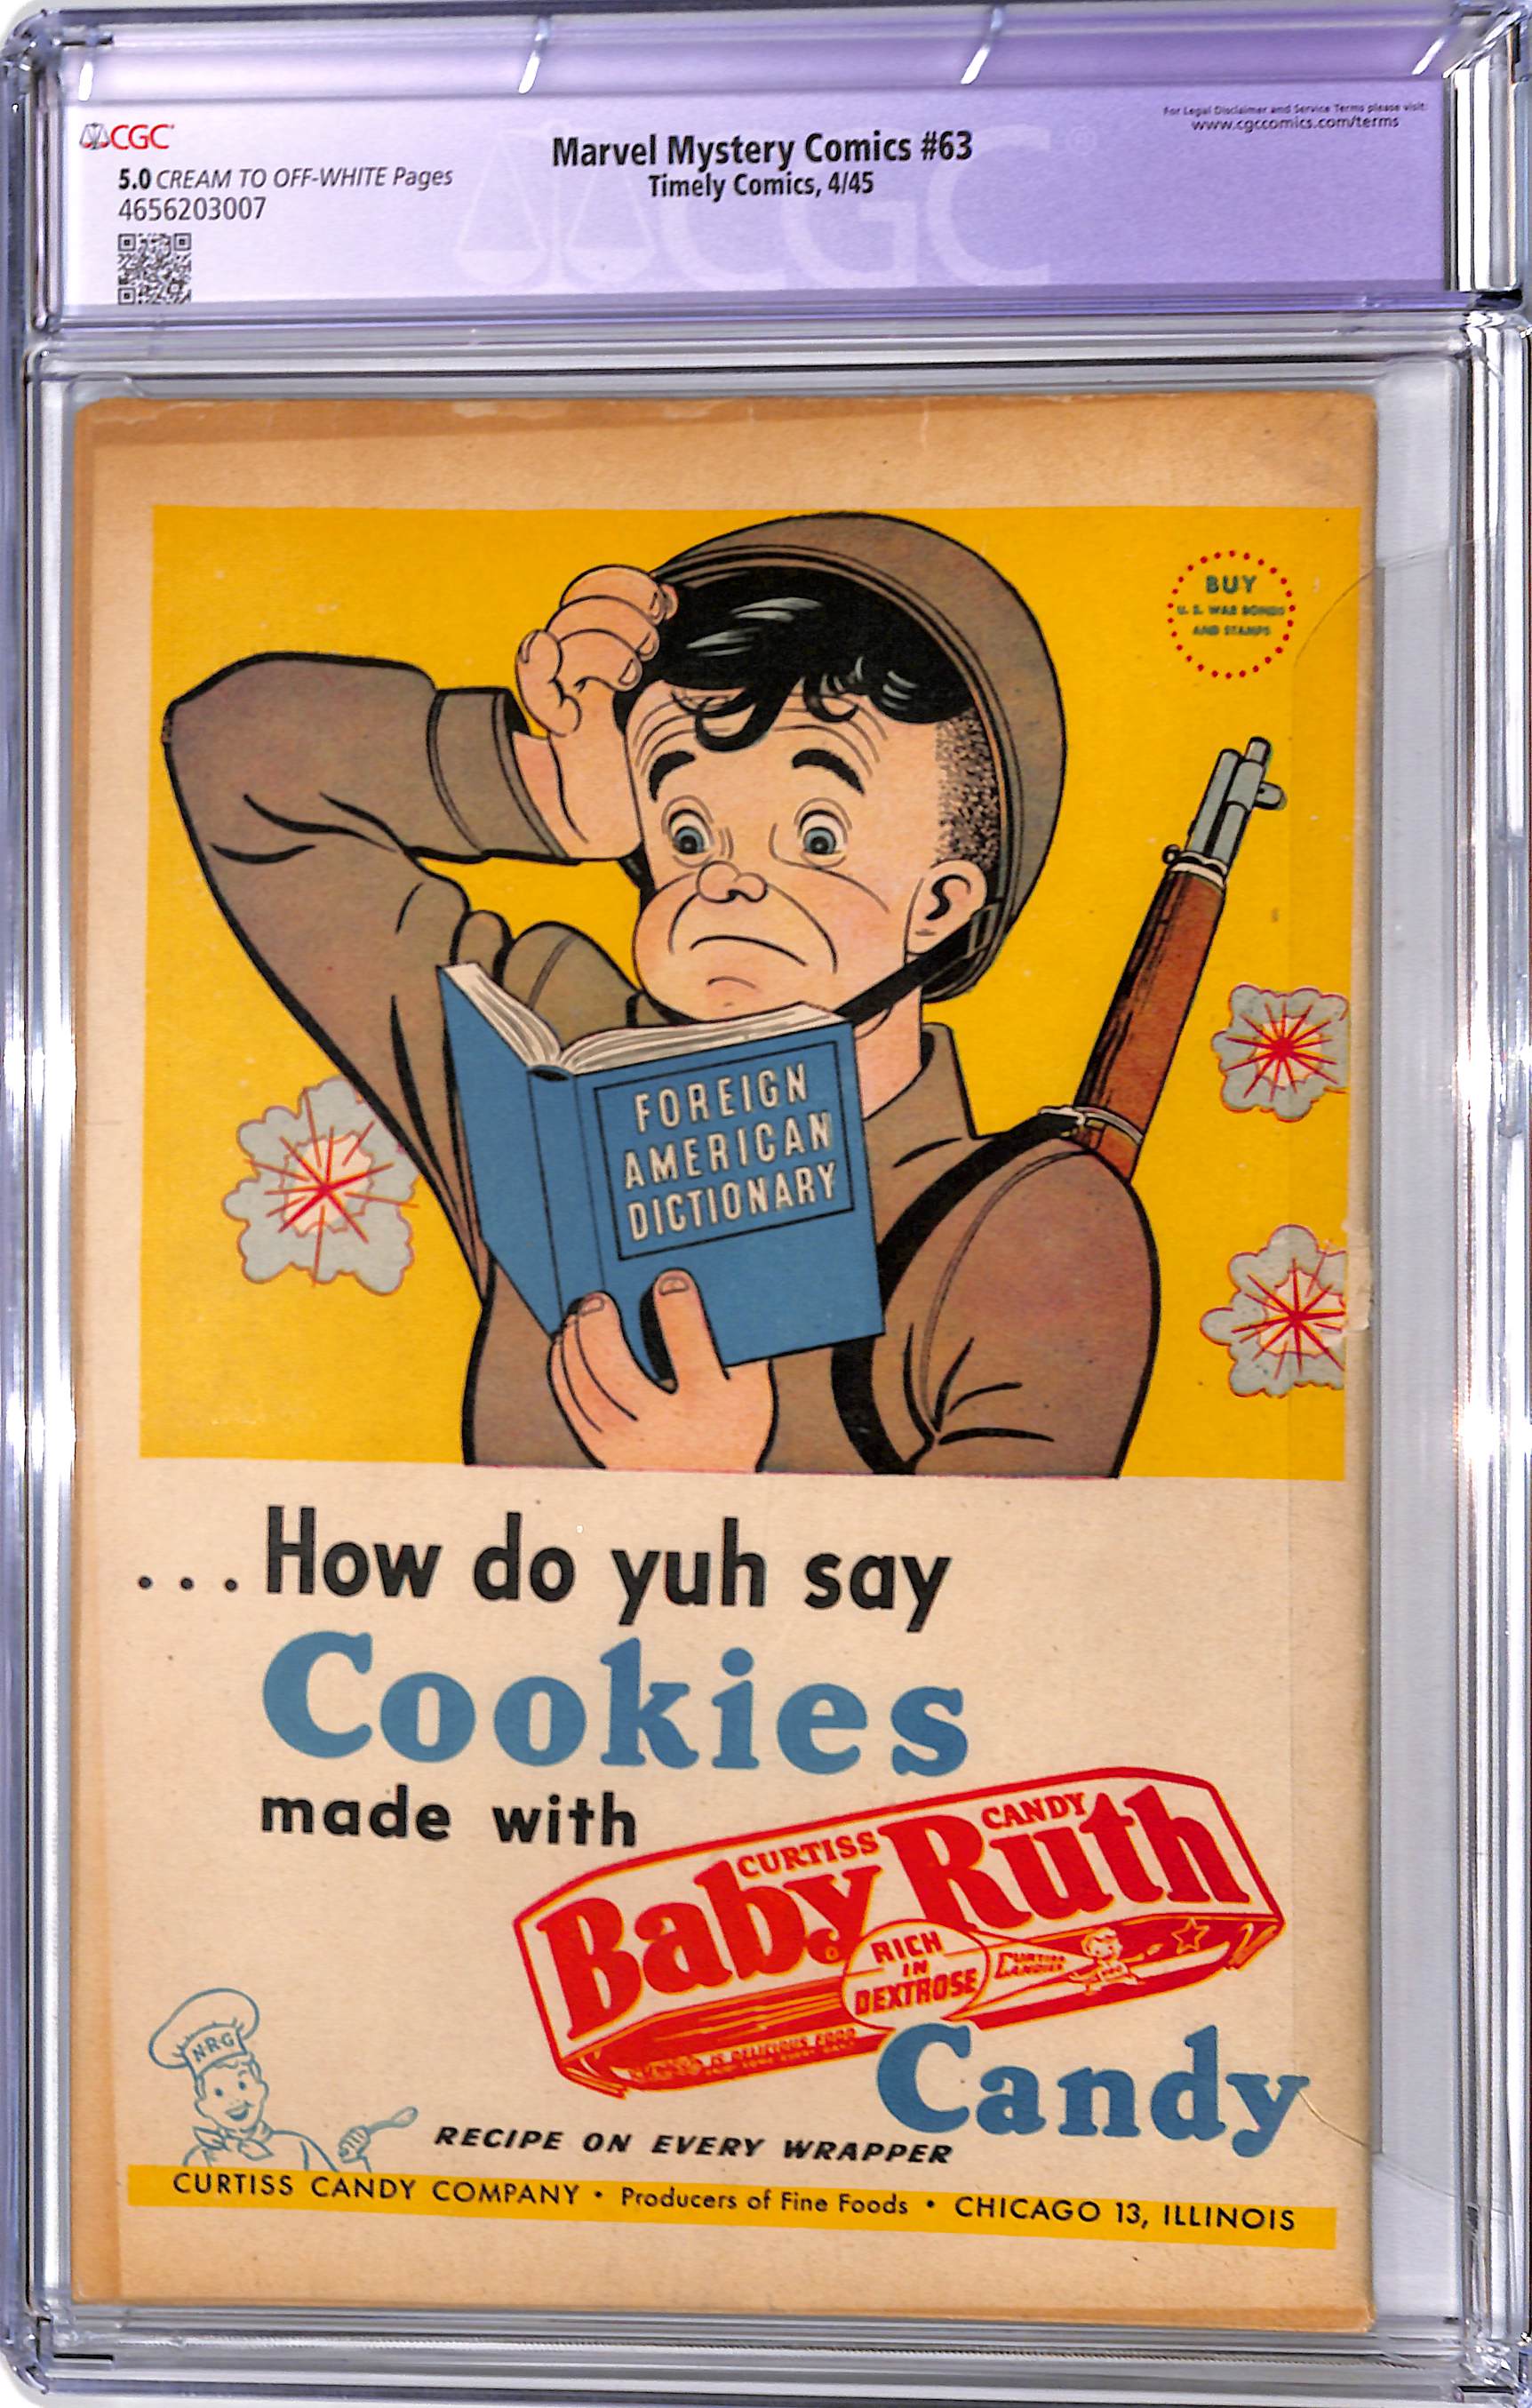 CGC
5.0 CREAM TO OFF-WHITE Pages
4656203007
Marvel Mystery Comics #63
Timely Comics, 4/45
For Legal Disclaimer and Service Terms please visit:
www.cgccomics.com/terms
CGC
BUY
U. S. WAR BONDS
AND STAMPS
FOREIGN
AMERICAN
DICTIONARY
...How do yuh say
Cookies
made with
CURTISS CANDY
Baby Ruth
RICH
IN
DEXTROSE
CURTISS
CANDIES
Candy
N-R-G
RECIPE ON EVERY WRAPPER
CURTISS CANDY COMPANY • Producers of Fine Foods • CHICAGO 13, ILLINOIS